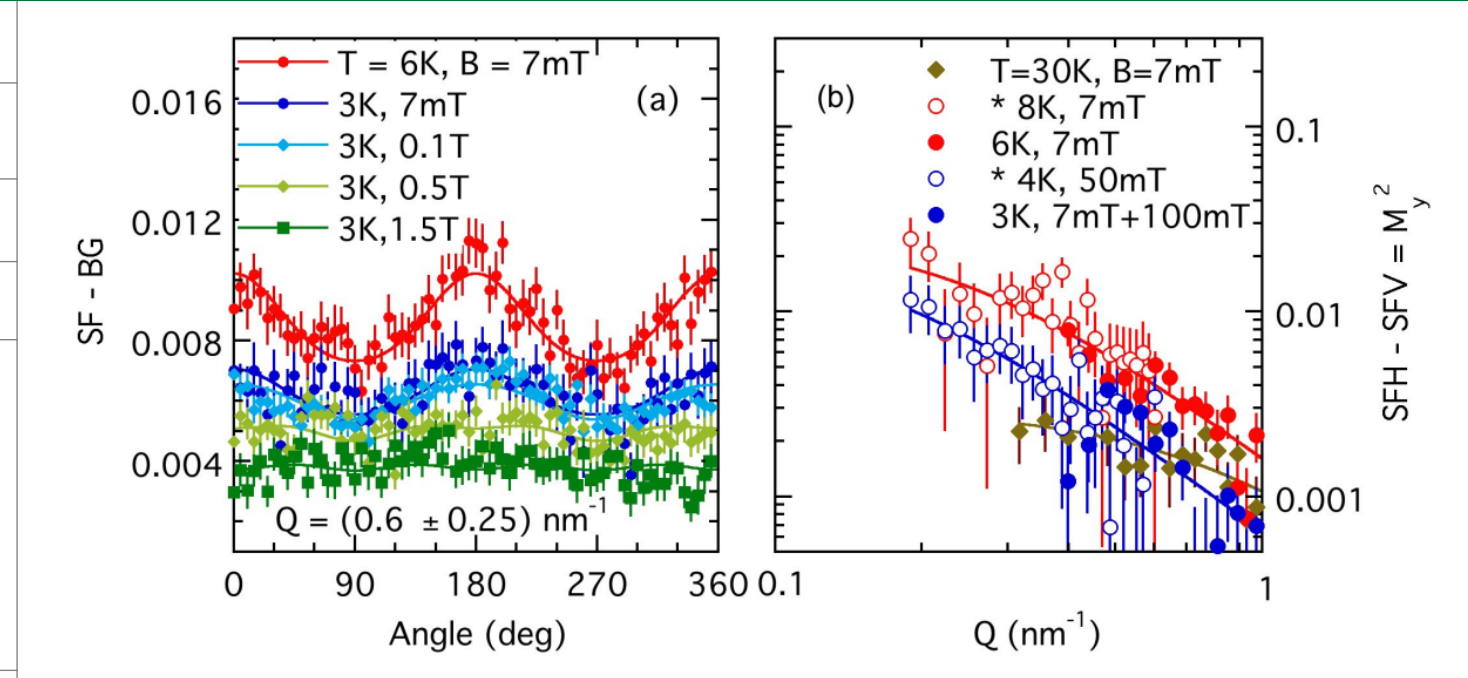 T = 6K, B = 7mT
3K, 7mT
3K, 0.1T
3K, 0.5T
3K,1.5T
(a)
0.016
0.012
0.008
0.004
SF - BG
Q = (0.6 ± 0.25) nm⁻¹
0 90 180 270 360
Angle (deg)
(b)
T=30K, B=7mT
* 8K, 7mT
6K, 7mT
* 4K, 50mT
3K, 7mT+100mT
0.1
0.01
0.001
SFH - SFV = M_y²
0.1 1
Q (nm⁻¹)